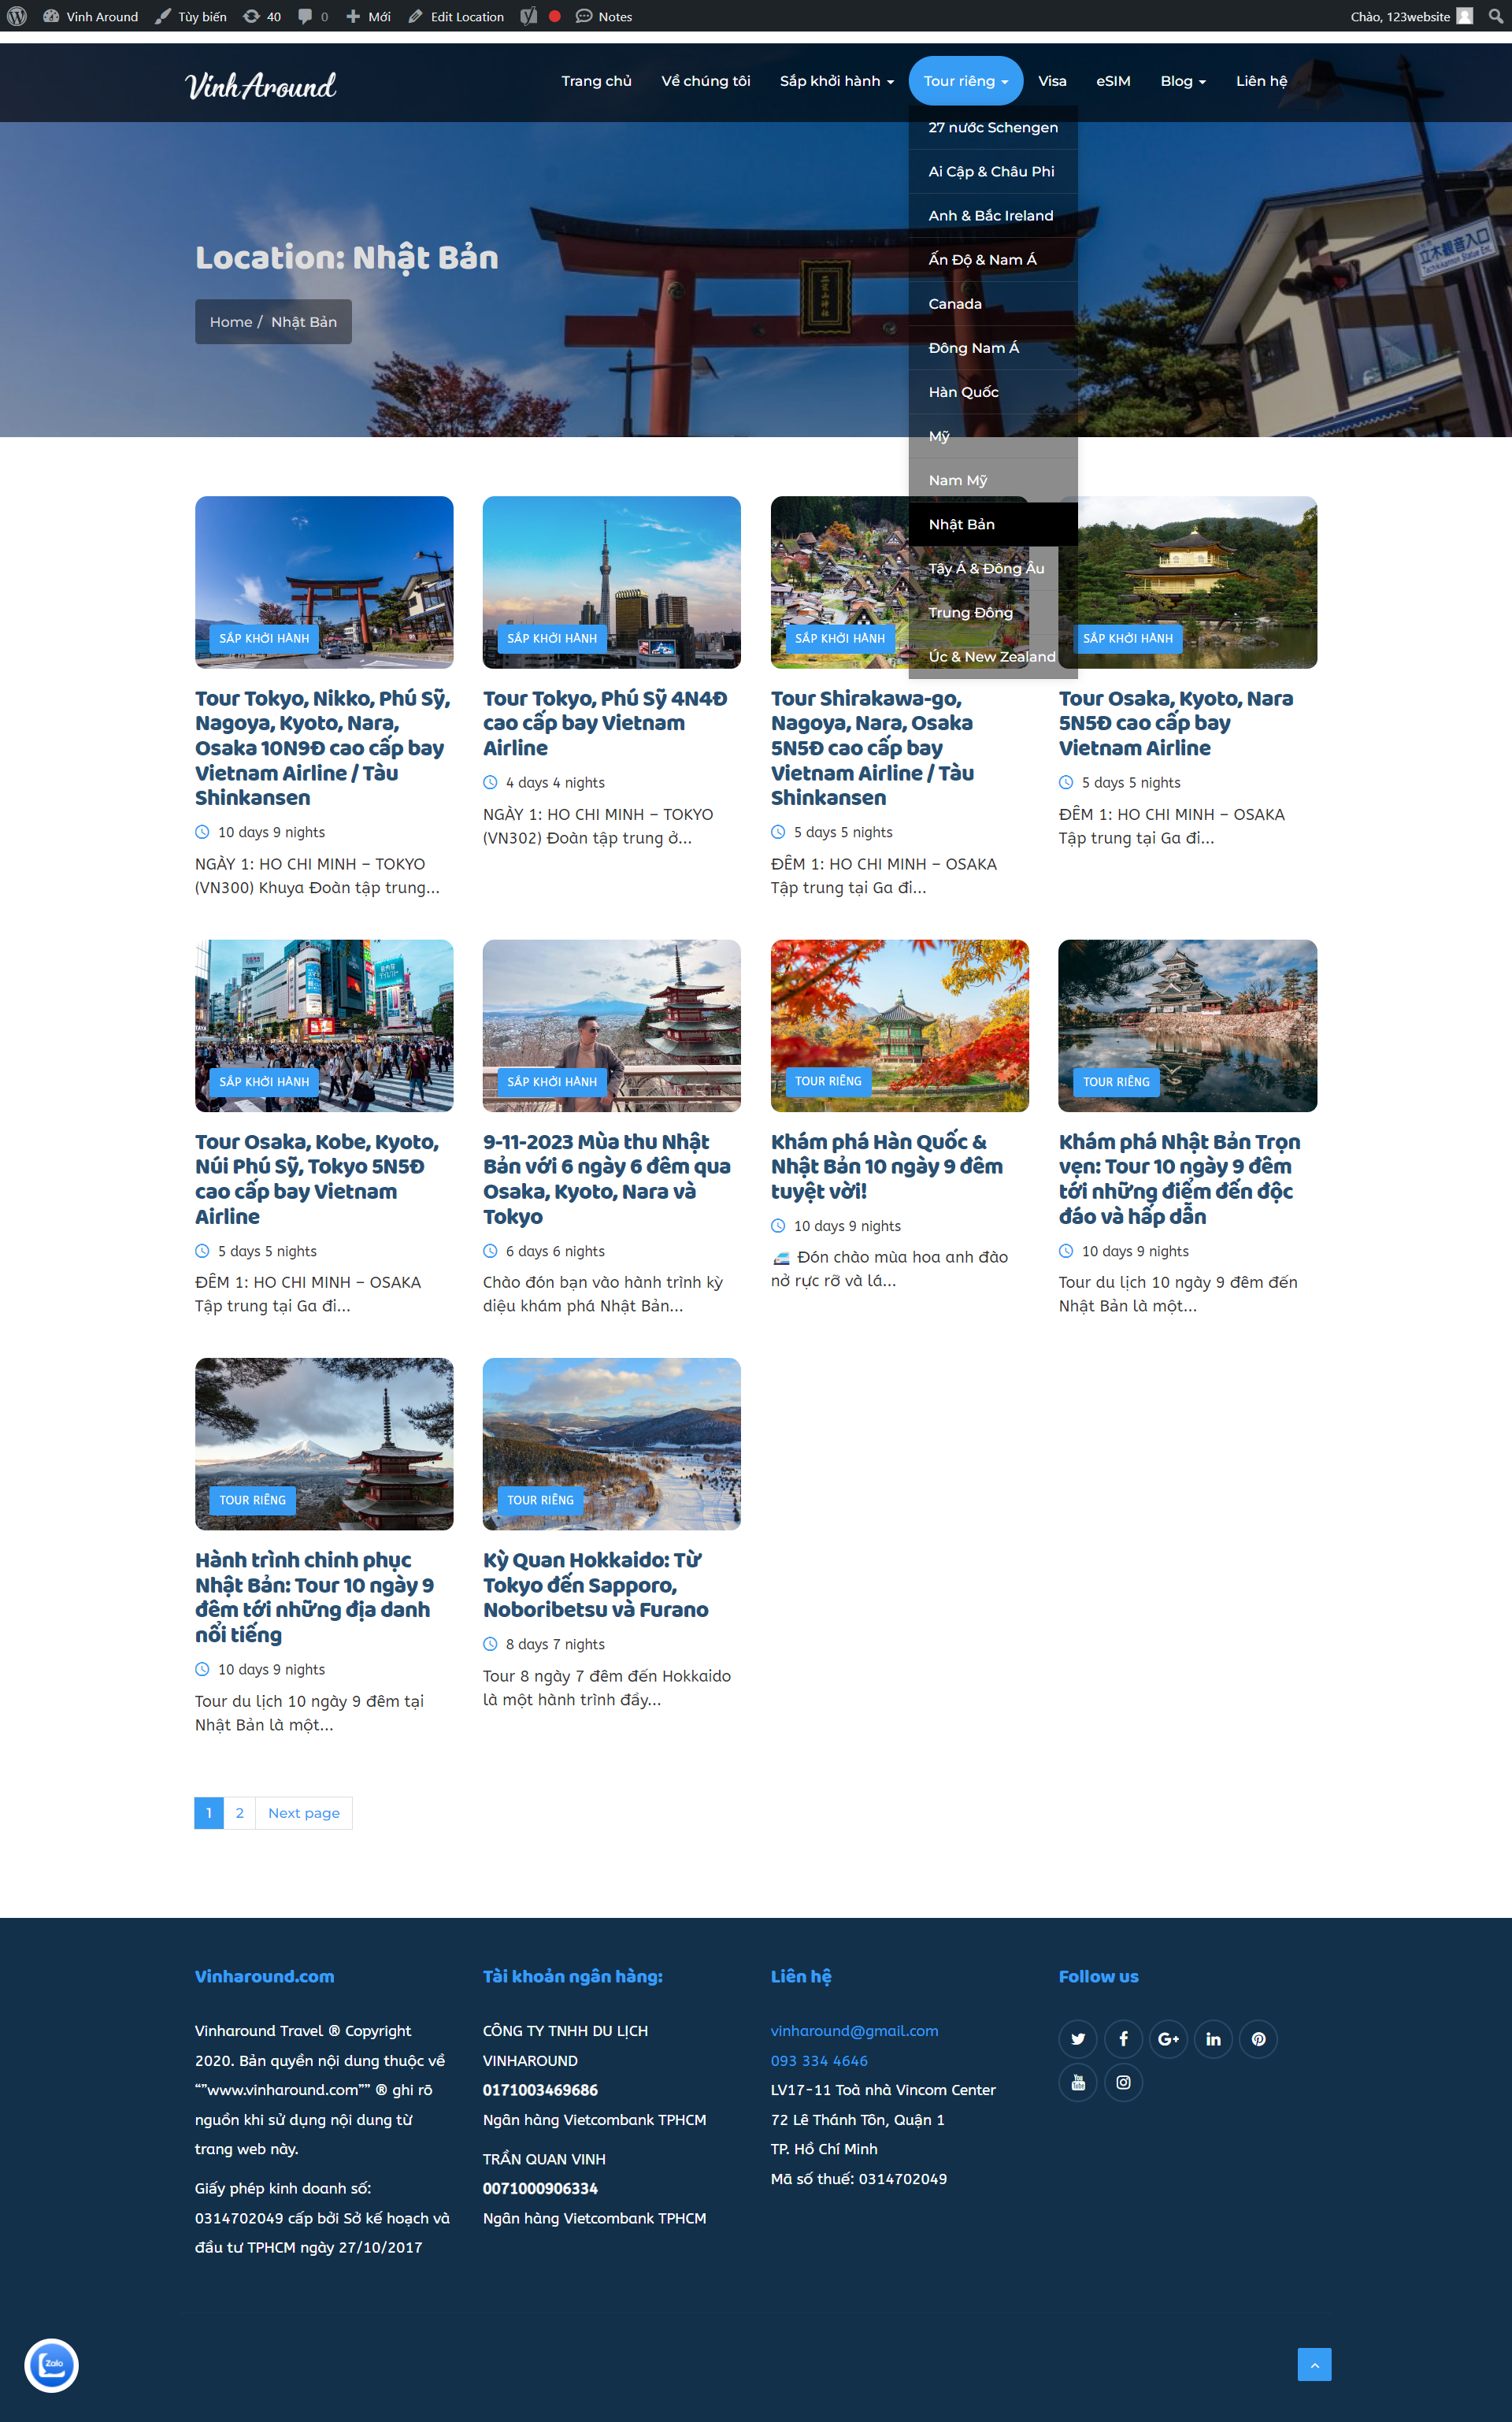 Vinh Around Tùy biến 40 0 Mới Edit Location Notes Chào, 123website
Vinh Around
Trang chủ Về chúng tôi Sắp khởi hành Tour riêng Visa eSIM Blog Liên hệ
27 nước Schengen
Ai Cập & Châu Phi
Anh & Bắc Ireland
Ấn Độ & Nam Á
Canada
Đông Nam Á
Hàn Quốc
Mỹ
Nam Mỹ
Nhật Bản
Tây Á & Đông Âu
Trung Đông
Úc & New Zealand
Location: Nhật Bản
Home / Nhật Bản
二荒山神社
立木観音入口
Tachikikannon Statue Ent.
SẮP KHỞI HÀNH
Tour Tokyo, Nikko, Phú Sỹ,
Nagoya, Kyoto, Nara,
Osaka 10N9Đ cao cấp bay
Vietnam Airline / Tàu
Shinkansen
10 days 9 nights
NGÀY 1: HO CHI MINH – TOKYO
(VN300) Khuya Đoàn tập trung...
SẮP KHỞI HÀNH
Tour Tokyo, Phú Sỹ 4N4Đ
cao cấp bay Vietnam
Airline
4 days 4 nights
NGÀY 1: HO CHI MINH – TOKYO
(VN302) Đoàn tập trung ở...
SẮP KHỞI HÀNH
Tour Shirakawa-go,
Nagoya, Nara, Osaka
5N5Đ cao cấp bay
Vietnam Airline / Tàu
Shinkansen
5 days 5 nights
ĐÊM 1: HO CHI MINH – OSAKA
Tập trung tại Ga đi...
SẮP KHỞI HÀNH
Tour Osaka, Kyoto, Nara
5N5Đ cao cấp bay
Vietnam Airline
5 days 5 nights
ĐÊM 1: HO CHI MINH – OSAKA
Tập trung tại Ga đi...
SẮP KHỞI HÀNH
Tour Osaka, Kobe, Kyoto,
Núi Phú Sỹ, Tokyo 5N5Đ
cao cấp bay Vietnam
Airline
5 days 5 nights
ĐÊM 1: HO CHI MINH – OSAKA
Tập trung tại Ga đi...
SẮP KHỞI HÀNH
9-11-2023 Mùa thu Nhật
Bản với 6 ngày 6 đêm qua
Osaka, Kyoto, Nara và
Tokyo
6 days 6 nights
Chào đón bạn vào hành trình kỳ
diệu khám phá Nhật Bản...
TOUR RIÊNG
Khám phá Hàn Quốc &
Nhật Bản 10 ngày 9 đêm
tuyệt vời!
10 days 9 nights
🚅 Đón chào mùa hoa anh đào
nở rực rỡ và lá...
TOUR RIÊNG
Khám phá Nhật Bản Trọn
vẹn: Tour 10 ngày 9 đêm
tới những điểm đến độc
đáo và hấp dẫn
10 days 9 nights
Tour du lịch 10 ngày 9 đêm đến
Nhật Bản là một...
TOUR RIÊNG
Hành trình chinh phục
Nhật Bản: Tour 10 ngày 9
đêm tới những địa danh
nổi tiếng
10 days 9 nights
Tour du lịch 10 ngày 9 đêm tại
Nhật Bản là một...
TOUR RIÊNG
Kỳ Quan Hokkaido: Từ
Tokyo đến Sapporo,
Noboribetsu và Furano
8 days 7 nights
Tour 8 ngày 7 đêm đến Hokkaido
là một hành trình đầy...
1 2 Next page
Vinharound.com
Vinharound Travel ® Copyright
2020. Bản quyền nội dung thuộc về
“”www.vinharound.com”” ® ghi rõ
nguồn khi sử dụng nội dung từ
trang web này.
Giấy phép kinh doanh số:
0314702049 cấp bởi Sở kế hoạch và
đầu tư TPHCM ngày 27/10/2017
Tài khoản ngân hàng:
CÔNG TY TNHH DU LỊCH
VINHAROUND
0171003469686
Ngân hàng Vietcombank TPHCM
TRẦN QUAN VINH
0071000906334
Ngân hàng Vietcombank TPHCM
Liên hệ
vinharound@gmail.com
093 334 4646
LV17-11 Toà nhà Vincom Center
72 Lê Thánh Tôn, Quận 1
TP. Hồ Chí Minh
Mã số thuế: 0314702049
Follow us
Zalo